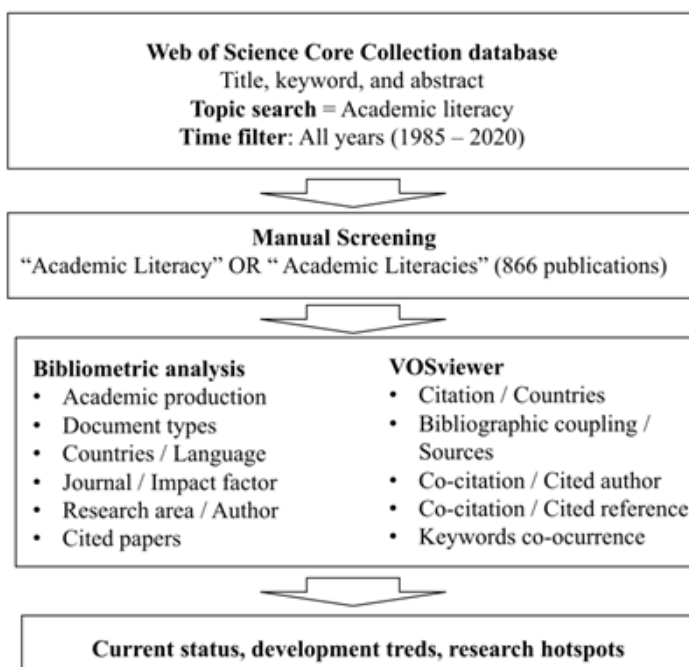 Web of Science Core Collection database
Title, keyword, and abstract
Topic search = Academic literacy
Time filter: All years (1985 – 2020)
Manual Screening
“Academic Literacy” OR “ Academic Literacies” (866 publications)
Bibliometric analysis
• Academic production
• Document types
• Countries / Language
• Journal / Impact factor
• Research area / Author
• Cited papers
VOSviewer
• Citation / Countries
• Bibliographic coupling /
Sources
• Co-citation / Cited author
• Co-citation / Cited reference
• Keywords co-ocurrence
Current status, development treds, research hotspots